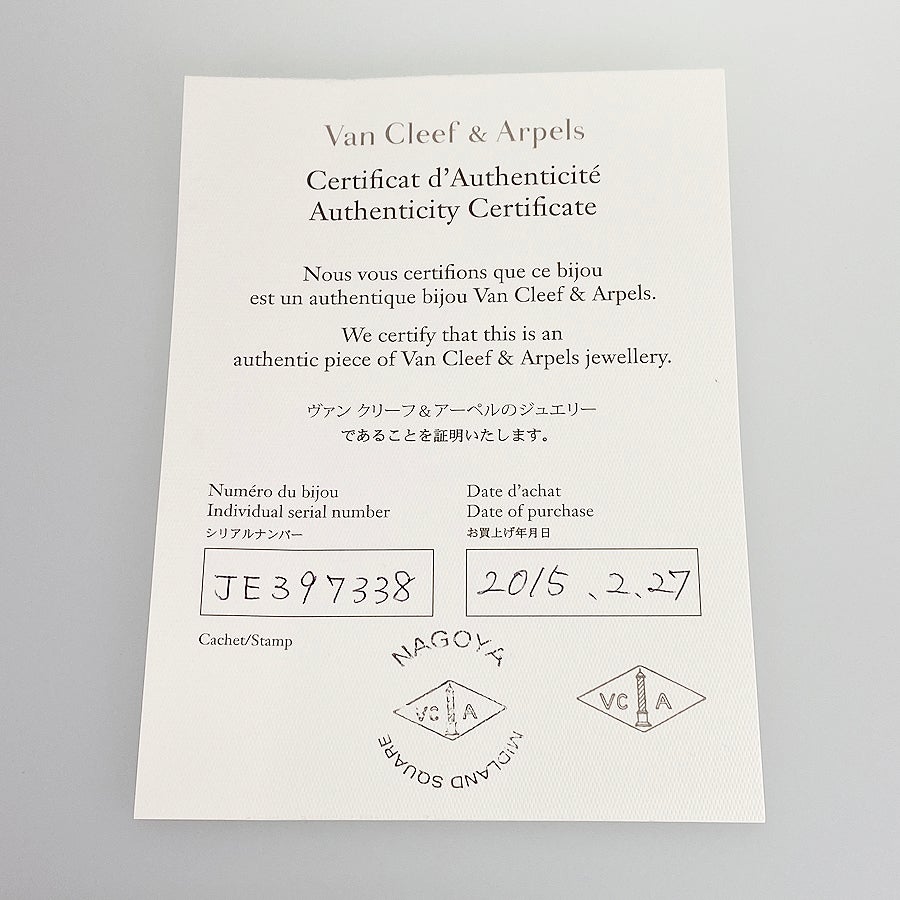 Van Cleef & Arpels
Certificat d'Authenticité
Authenticity Certificate
Nous vous certifions que ce bijou
est un authentique bijou Van Cleef & Arpels.
We certify that this is an
authentic piece of Van Cleef & Arpels jewellery.
ヴァン クリーフ&アーペルのジュエリー
であることを証明いたします。
Numéro du bijou
Individual serial number
シリアルナンバー
JE397338
Date d'achat
Date of purchase
お買上げ年月日
2015、2、27
Cachet/Stamp
NAGOYA
VC A
MIDLAND SQUARE
VC A